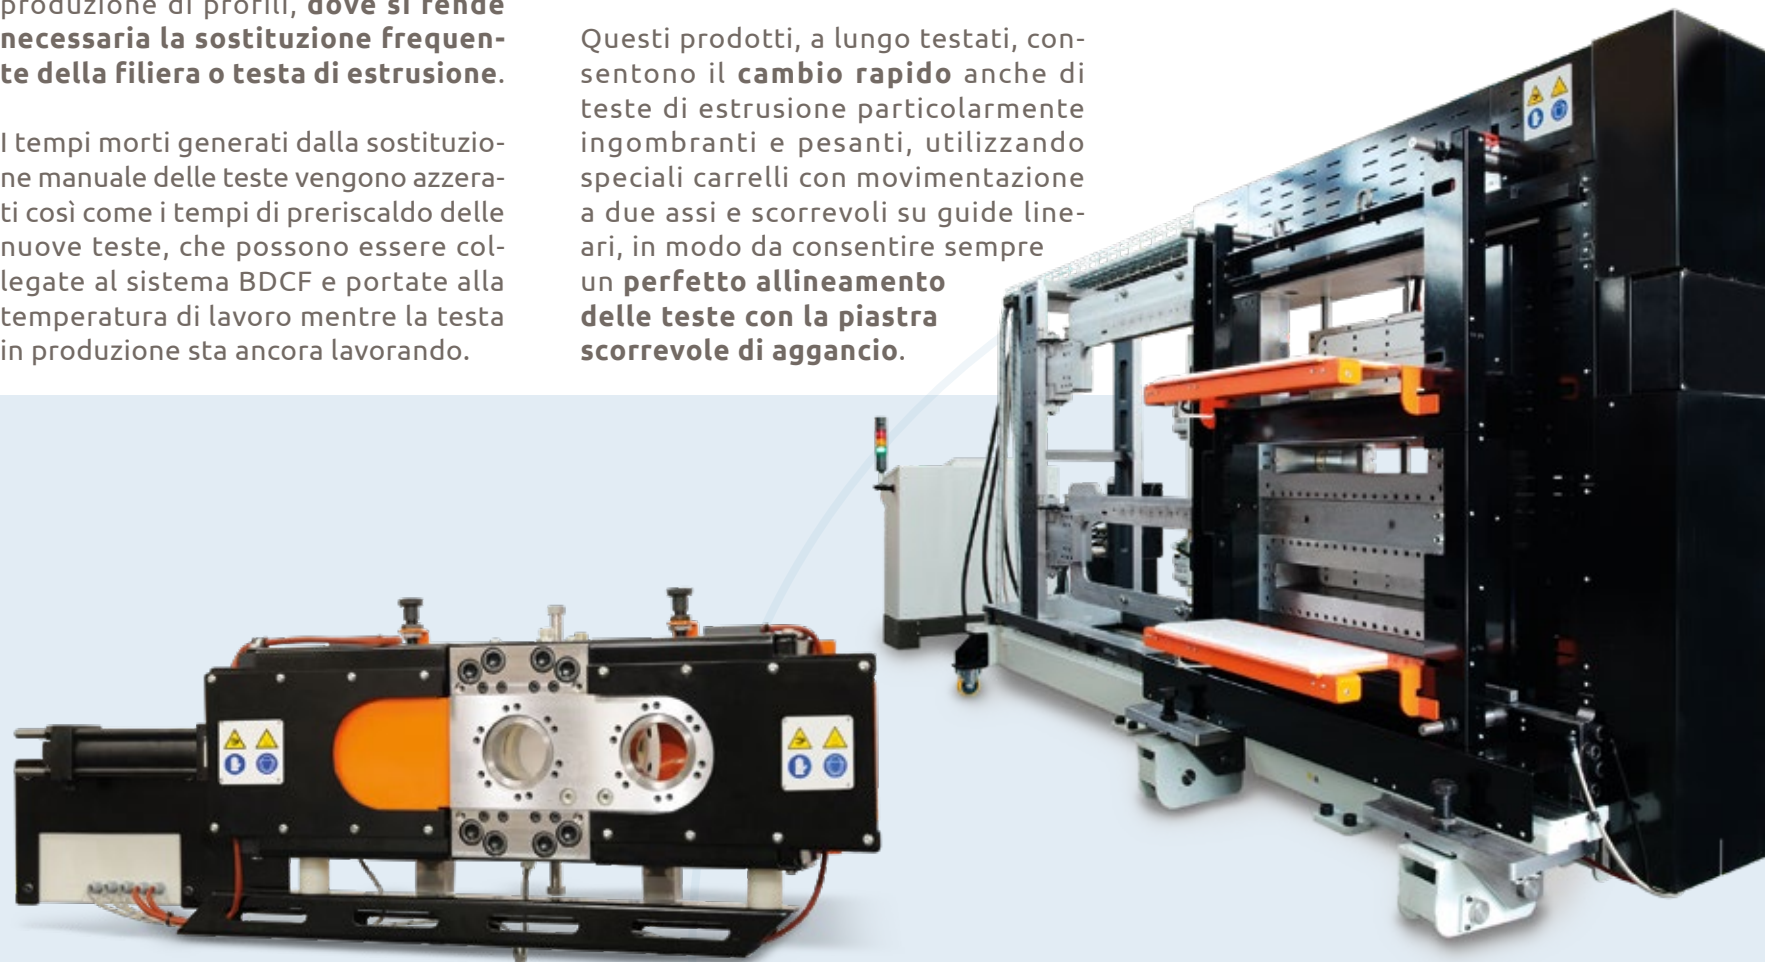 produzione di profili, dove si rende
necessaria la sostituzione frequen-
te della filiera o testa di estrusione.
I tempi morti generati dalla sostituzio-
ne manuale delle teste vengono azzera-
ti così come i tempi di preriscaldo delle
nuove teste, che possono essere col-
legate al sistema BDCF e portate alla
temperatura di lavoro mentre la testa
in produzione sta ancora lavorando.
Questi prodotti, a lungo testati, con-
sentono il cambio rapido anche di
teste di estrusione particolarmente
ingombranti e pesanti, utilizzando
speciali carrelli con movimentazione
a due assi e scorrevoli su guide line-
ari, in modo da consentire sempre
un perfetto allineamento
delle teste con la piastra
scorrevole di aggancio.